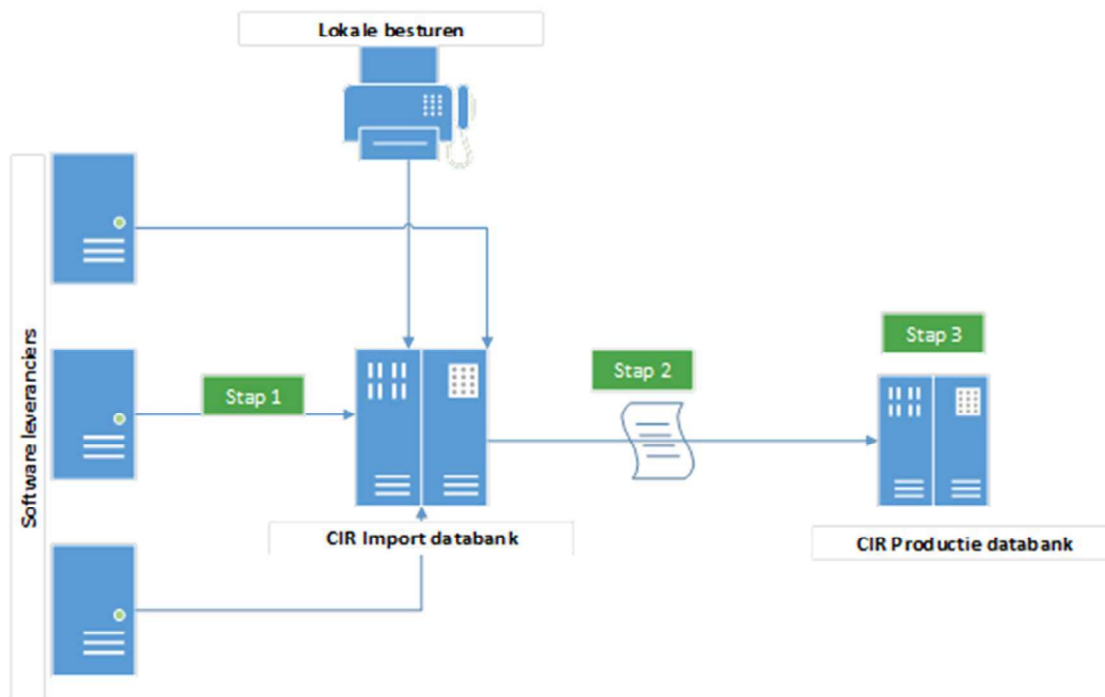 Lokale besturen
Software leveranciers
Stap 1
Stap 2
Stap 3
CIR Import databank
CIR Productie databank